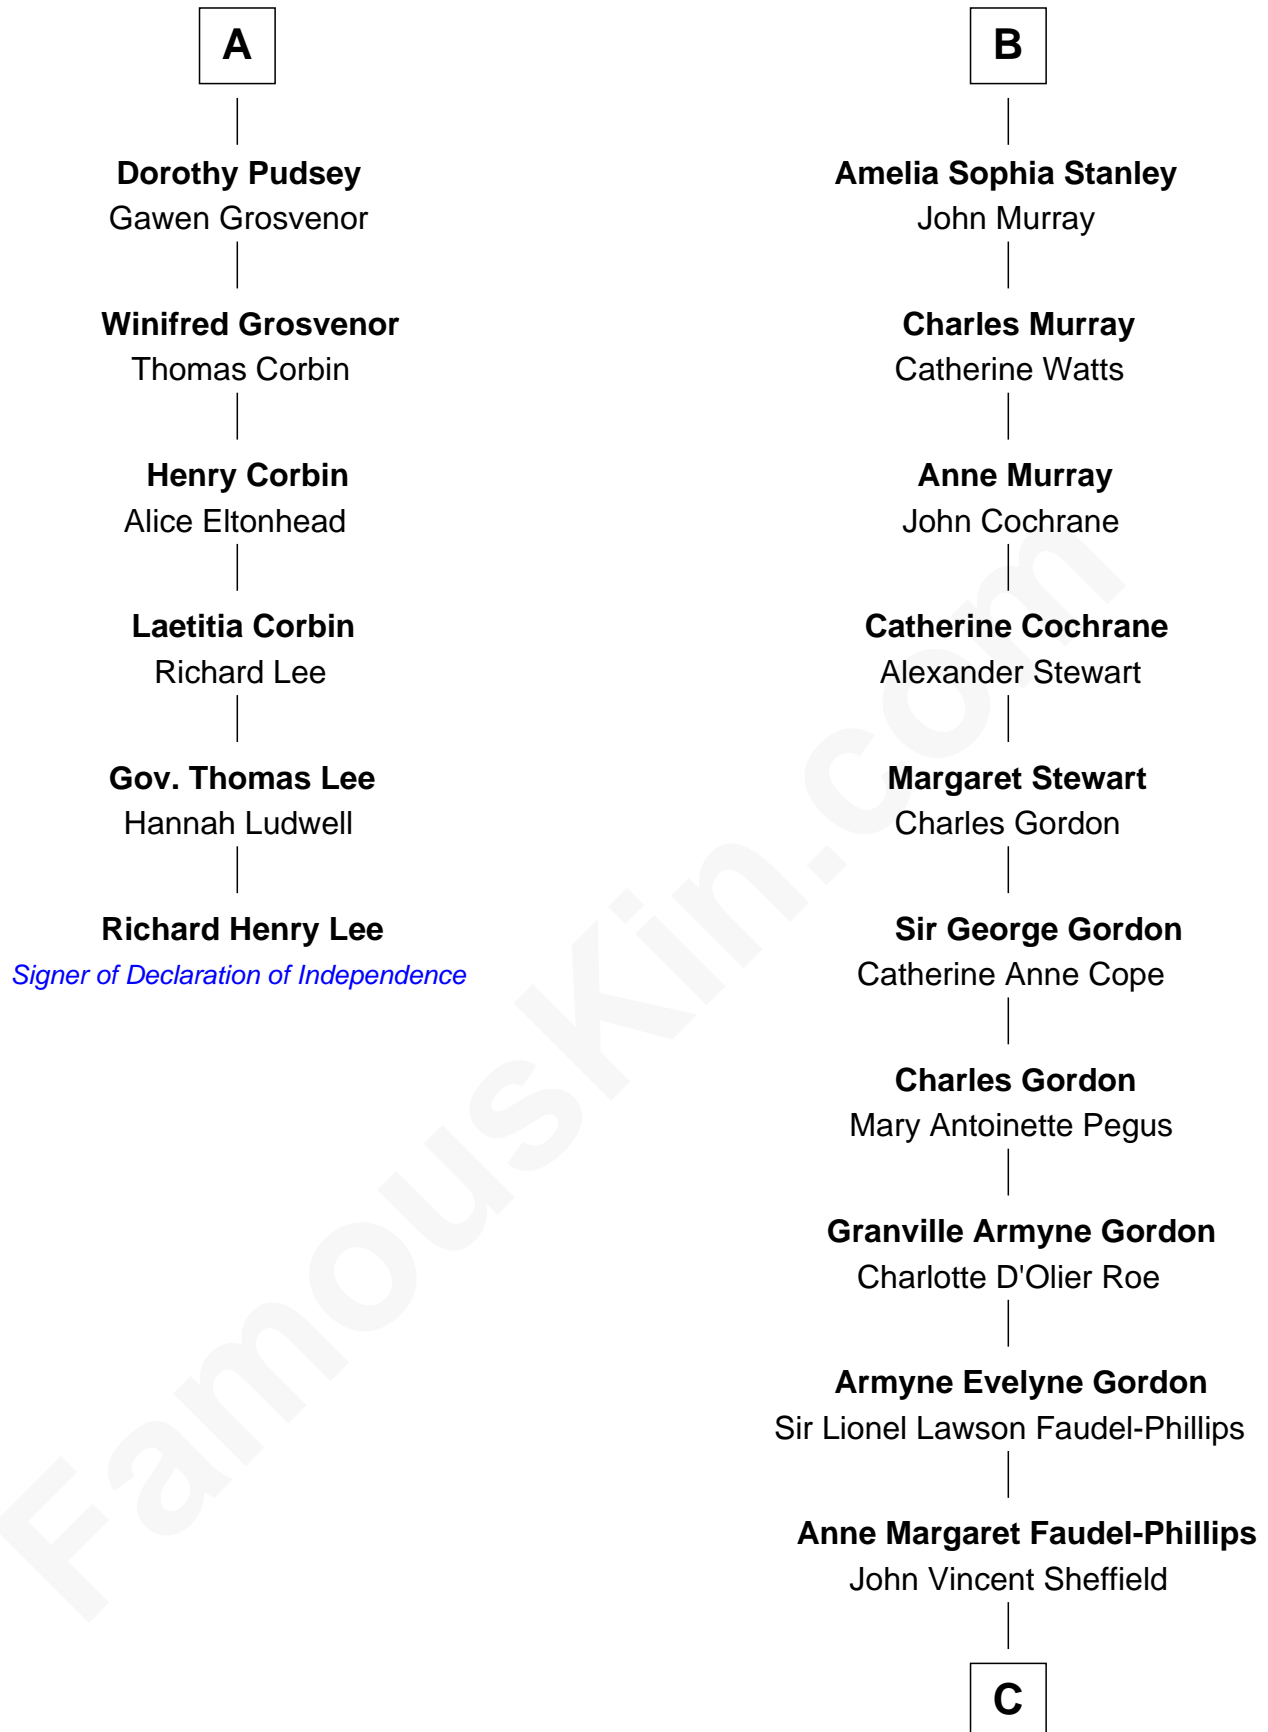 A
Dorothy Pudsey
Gawen Grosvenor
Winifred Grosvenor
Thomas Corbin
Henry Corbin
Alice Eltonhead
Laetitia Corbin
Richard Lee
Gov. Thomas Lee
Hannah Ludwell
Richard Henry Lee
Signer of Declaration of Independence
B
Amelia Sophia Stanley
John Murray
Charles Murray
Catherine Watts
Anne Murray
John Cochrane
Catherine Cochrane
Alexander Stewart
Margaret Stewart
Charles Gordon
Sir George Gordon
Catherine Anne Cope
Charles Gordon
Mary Antoinette Pegus
Granville Armyne Gordon
Charlotte D'Olier Roe
Armyne Evelyne Gordon
Sir Lionel Lawson Faudel-Phillips
Anne Margaret Faudel-Phillips
John Vincent Sheffield
C
FamousKin.com